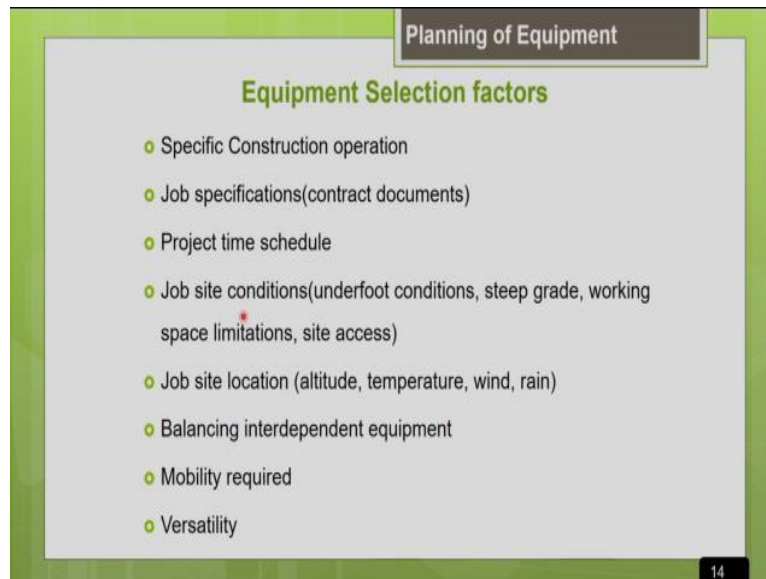 Planning of Equipment
Equipment Selection factors
Specific Construction operation
Job specifications(contract documents)
Project time schedule
Job site conditions(underfoot conditions, steep grade, working
space limitations, site access)
Job site location (altitude, temperature, wind, rain)
Balancing interdependent equipment
Mobility required
Versatility
14